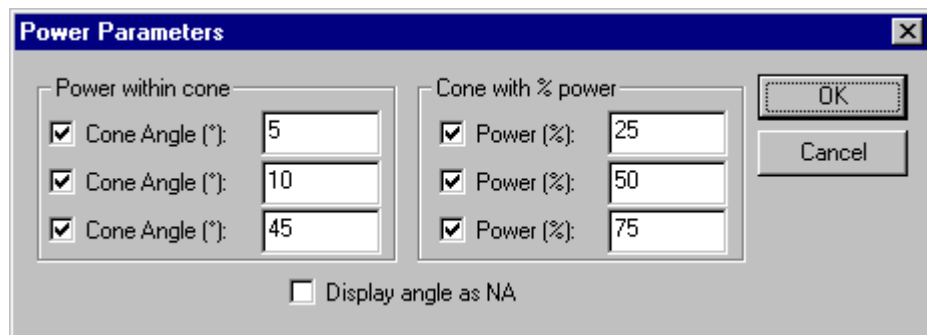 Power Parameters
Power within cone
Cone Angle (°): 5
Cone Angle (°): 10
Cone Angle (°): 45
Cone with % power
Power (%): 25
Power (%): 50
Power (%): 75
OK
Cancel
Display angle as NA